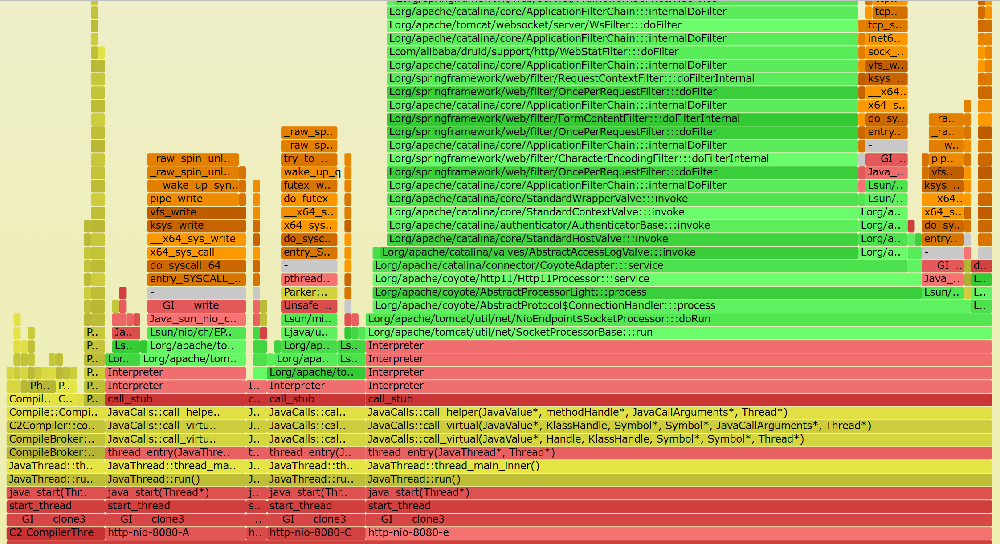 Lorg/apache/catalina/core/ApplicationFilterChain:::internalDoFilter tcp..
Lorg/apache/tomcat/websocket/server/WsFilter:::doFilter tcp_s..
Lorg/apache/catalina/core/ApplicationFilterChain:::internalDoFilter inet6..
Lcom/alibaba/druid/support/http/WebStatFilter:::doFilter sock_..
Lorg/apache/catalina/core/ApplicationFilterChain:::internalDoFilter vfs_w..
Lorg/springframework/web/filter/RequestContextFilter:::doFilterInternal ksys_..
Lorg/springframework/web/filter/OncePerRequestFilter:::doFilter __x64..
Lorg/apache/catalina/core/ApplicationFilterChain:::internalDoFilter x64_s..
Lorg/springframework/web/filter/FormContentFilter:::doFilterInternal do_sy.. _ra..
_raw_sp.. Lorg/springframework/web/filter/OncePerRequestFilter:::doFilter entry.. _ra..
_raw_sp.. Lorg/apache/catalina/core/ApplicationFilterChain:::internalDoFilter - __w..
_raw_spin_unl.. try_to_.. Lorg/springframework/web/filter/CharacterEncodingFilter:::doFilterInternal __GI_.. pip..
_raw_spin_unl.. wake_up_q Lorg/springframework/web/filter/OncePerRequestFilter:::doFilter Java_.. vfs..
__wake_up_syn.. futex_w.. Lorg/apache/catalina/core/ApplicationFilterChain:::internalDoFilter Lsun/.. ksys_..
pipe_write do_futex Lorg/apache/catalina/core/StandardWrapperValve:::invoke Lsun/.. __x64..
vfs_write __x64_s.. Lorg/apache/catalina/core/StandardContextValve:::invoke Lorg/a.. x64_s..
ksys_write x64_sys.. Lorg/apache/catalina/authenticator/AuthenticatorBase:::invoke Lorg/a.. do_sy..
__x64_sys_write do_sysc.. Lorg/apache/catalina/core/StandardHostValve:::invoke Lorg/a.. entry..
x64_sys_call entry_S.. Lorg/apache/catalina/valves/AbstractAccessLogValve:::invoke Lorg/a.. -
do_syscall_64 - Lorg/apache/catalina/connector/CoyoteAdapter:::service __GI_.. d..
entry_SYSCALL_.. pthread.. Lorg/apache/coyote/http11/Http11Processor:::service Java_.. L..
- Parker:.. Lorg/apache/coyote/AbstractProcessorLight:::process Lsun/.. L..
__GI___write Unsafe_.. Lorg/apache/coyote/AbstractProtocol$ConnectionHandler:::process L..
Java_sun_nio_c.. Lsun/mi.. Lorg/apache/tomcat/util/net/NioEndpoint$SocketProcessor:::doRun
P.. Ja.. Lsun/nio/ch/EP.. Ljava/u.. Lorg/apache/tomcat/util/net/SocketProcessorBase:::run
P.. Ls.. Lorg/apache/to.. Lorg/ap.. Ls.. Interpreter
P.. Lor.. Lorg/apache/tom.. Lorg/apa.. Ls.. Interpreter
P.. Interpreter Lorg/apache/to.. Interpreter
Ph.. P.. P.. Interpreter I.. Interpreter Interpreter
Compil.. C.. P.. call_stub c.. call_stub call_stub
Compile::Compi.. JavaCalls::call_helpe.. J.. JavaCalls::cal.. JavaCalls::call_helper(JavaValue*, methodHandle*, JavaCallArguments*, Thread*)
C2Compiler::co.. JavaCalls::call_virtu.. J.. JavaCalls::cal.. JavaCalls::call_virtual(JavaValue*, KlassHandle, Symbol*, Symbol*, JavaCallArguments*, Thread*)
CompileBroker:.. JavaCalls::call_virtu.. J.. JavaCalls::cal.. JavaCalls::call_virtual(JavaValue*, Handle, KlassHandle, Symbol*, Symbol*, Thread*)
CompileBroker:.. thread_entry(JavaThre.. t.. thread_entry(J.. thread_entry(JavaThread*, Thread*)
JavaThread::th.. JavaThread::thread_ma.. J.. JavaThread::th.. JavaThread::thread_main_inner()
JavaThread::ru.. JavaThread::run() J.. JavaThread::ru.. JavaThread::run()
java_start(Thr.. java_start(Thread*) j.. java_start(Thr.. java_start(Thread*)
start_thread start_thread s.. start_thread start_thread
__GI___clone3 __GI___clone3 _.. __GI___clone3 __GI___clone3
C2 CompilerThre http-nio-8080-A h.. http-nio-8080-C http-nio-8080-e